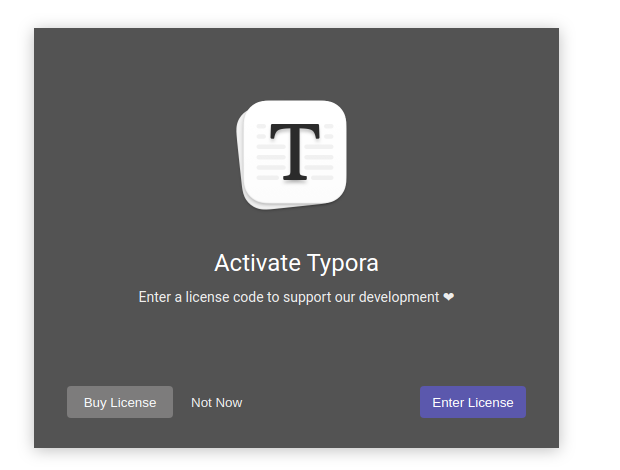 T
Activate Typora
Enter a license code to support our development ❤
Buy License
Not Now
Enter License